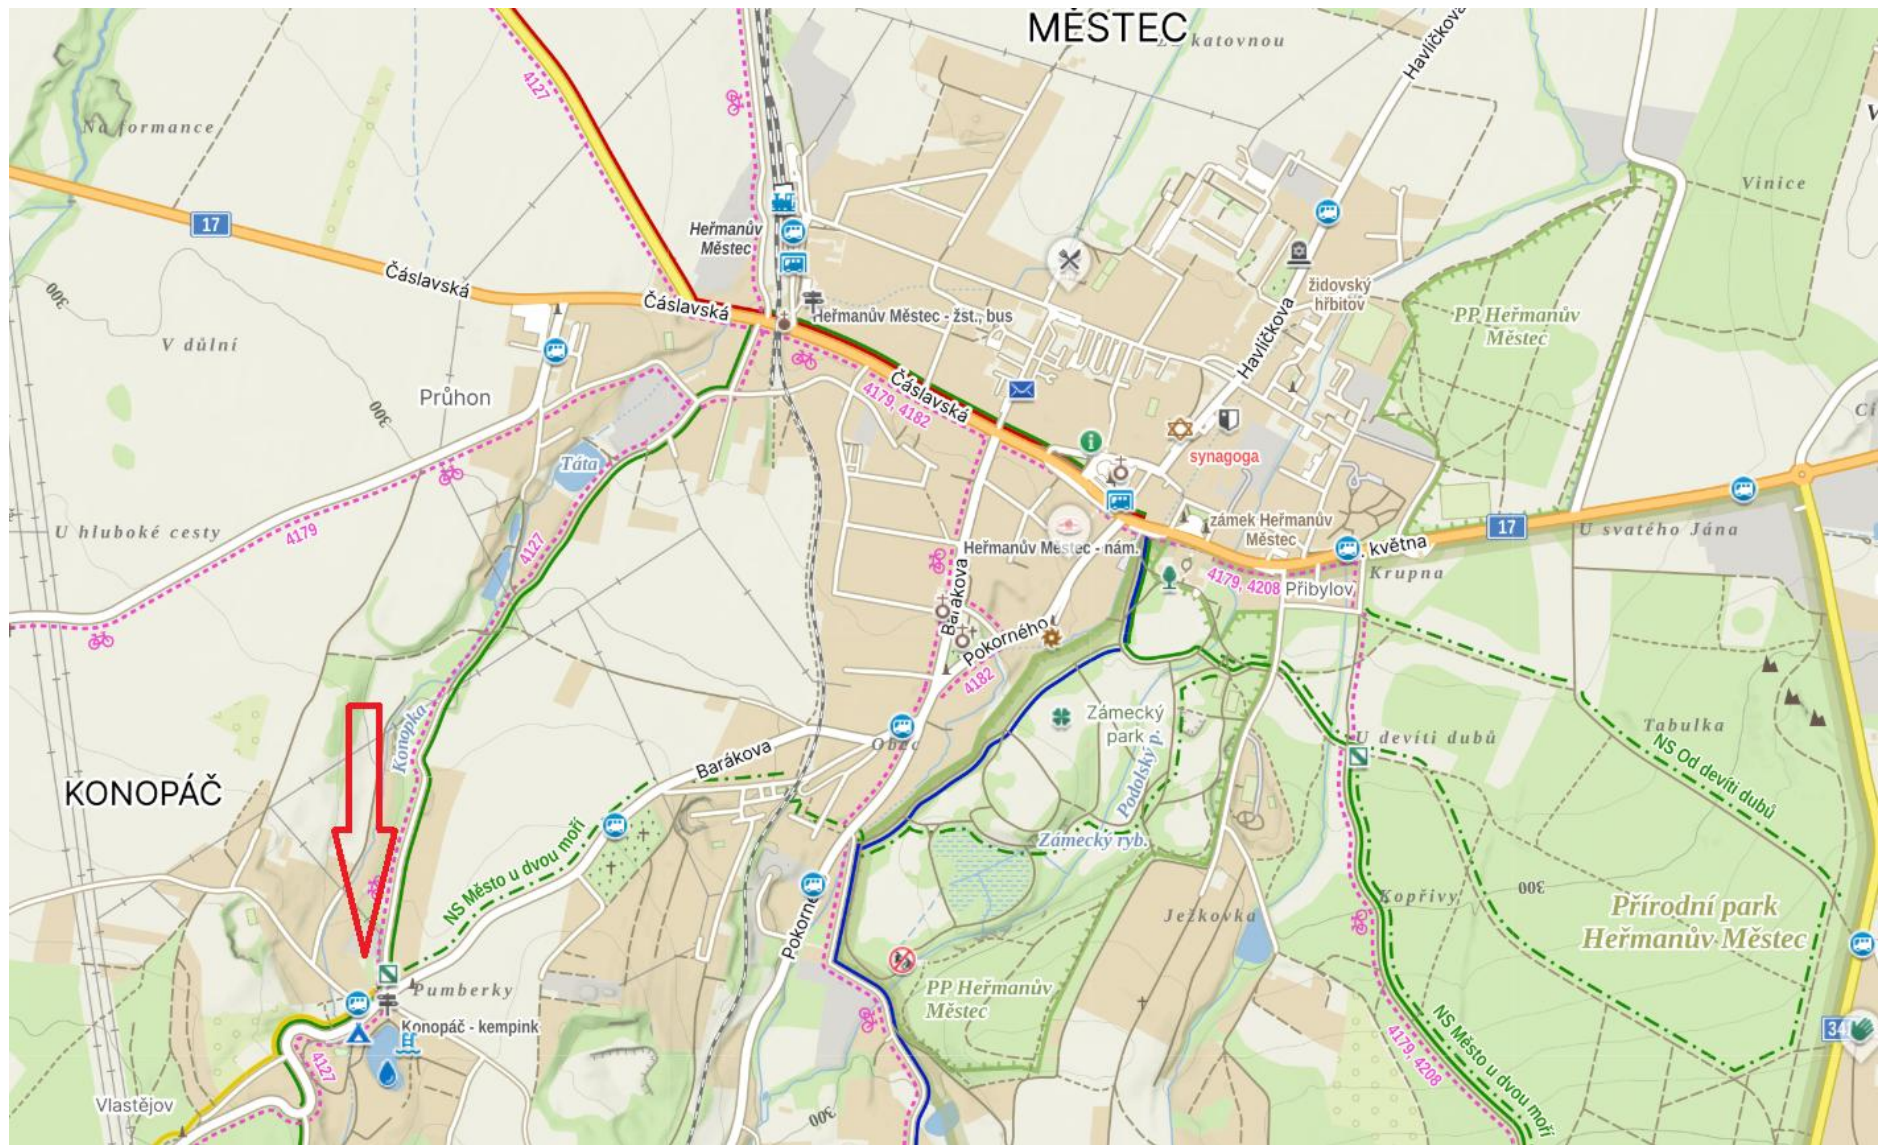 MĚSTEC
katovnou
Havlíčkova
4127
Na formance
Vinice
17
Heřmanův
Městec
Čáslavská
300
židovský
hřbitov
Čáslavská
Heřmanův Městec - žst., bus
PP Heřmanův
Městec
V důlní
Havlíčkova
Průhon
300
Čáslavská
4179, 4182
Táta
synagoga
U hluboké cesty
4179
4127
zámek Heřmanův
Městec
17
U svatého Jána
Heřmanův Městec - nám.
května
Krupna
4179, 4208
Přibylov
Barákova
Pokorného
4182
Konopka
Zámecký
park
Tabulka
Obec
U devíti dubů
NS Od devíti dubů
Barákova
Podolský p.
KONOPÁČ
NS Město u dvou moří
Zámecký ryb.
Kopřivy
300
Ježkovka
Přírodní park
Heřmanův Městec
Pokorného
Pumberky
PP Heřmanův
Městec
Konopáč - kempink
4127
NS Město u dvou moří
4179, 4208
34
Vlastějov
300